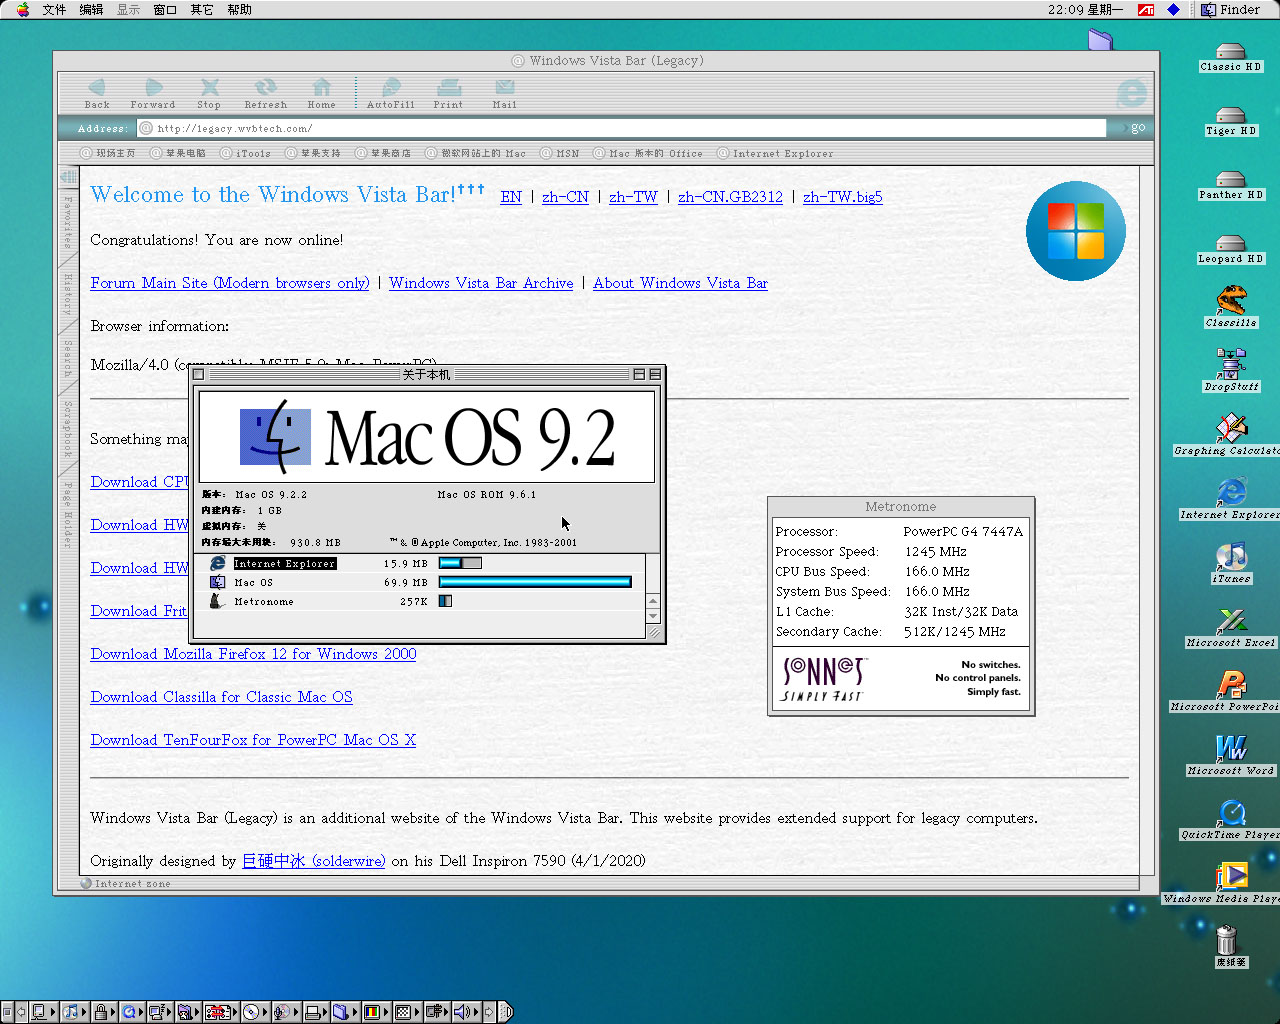 文件 编辑 显示 窗口 其它 帮助 22:09 星期一 Finder
Windows Vista Bar (Legacy)
Back Forward Stop Refresh Home AutoFill Print Mail
Address: http://legacy.wvbtech.com/ go
现场主页 苹果电脑 iTools 苹果支持 苹果商店 微软网站上的 Mac MSN Mac 版本的 Office Internet Explorer
Favorites
History
Search
Scrapbook
Page Holder
Welcome to the Windows Vista Bar!††† EN | zh-CN | zh-TW | zh-CN.GB2312 | zh-TW.big5
Congratulations! You are now online!
Forum Main Site (Modern browsers only) | Windows Vista Bar Archive | About Windows Vista Bar
Browser information:
Mozilla/4.0 (compatible; MSIE 5.0; Mac_PowerPC)
Something ma
Download CPU
Download HW
Download HW
Download Frit
Download Mozilla Firefox 12 for Windows 2000
Download Classilla for Classic Mac OS
Download TenFourFox for PowerPC Mac OS X
Windows Vista Bar (Legacy) is an additional website of the Windows Vista Bar. This website provides extended support for legacy computers.
Originally designed by 巨硬中冰 (solderwire) on his Dell Inspiron 7590 (4/1/2020)
Internet zone
关于本机
Mac OS 9.2
版本: Mac OS 9.2.2 Mac OS ROM 9.6.1
内建内存: 1 GB
虚拟内存: 关
内存最大未用块: 930.8 MB ™ & © Apple Computer, Inc. 1983-2001
Internet Explorer 15.9 MB
Mac OS 69.9 MB
Metronome 257K
Metronome
Processor: PowerPC G4 7447A
Processor Speed: 1245 MHz
CPU Bus Speed: 166.0 MHz
System Bus Speed: 166.0 MHz
L1 Cache: 32K Inst/32K Data
Secondary Cache: 512K/1245 MHz
SONNET™
SIMPLY FAST™
No switches.
No control panels.
Simply fast.
Classic HD
Tiger HD
Panther HD
Leopard HD
Classilla
DropStuff
Graphing Calculato
Internet Explorer
iTunes
Microsoft Excel
Microsoft PowerPoi
Microsoft Word
QuickTime Player
Windows Media Playe
废纸篓